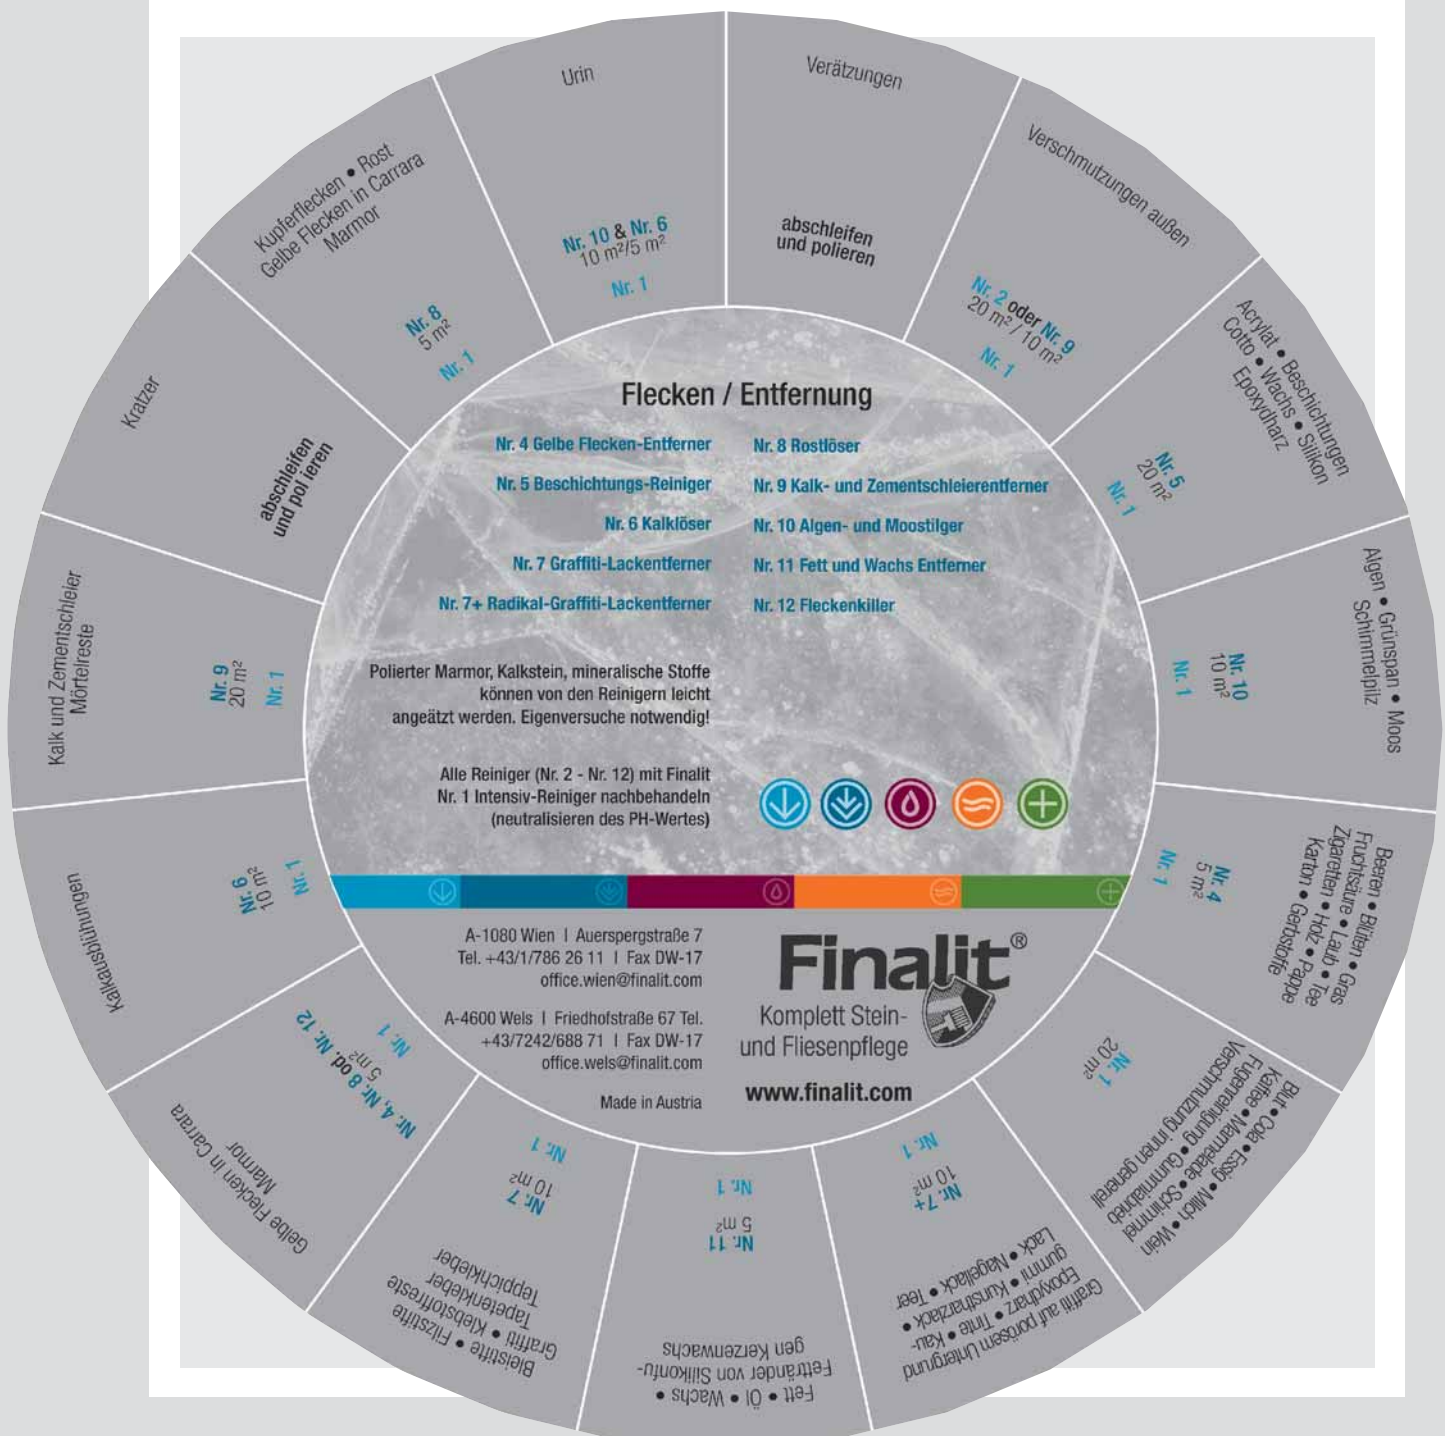 Urin
Nr. 10 & Nr. 6
10 m²/5 m²
Nr. 1
Verätzungen
abschleifen
und polieren
Verschmutzungen außen
Nr. 2 oder Nr. 9
20 m² / 10 m²
Nr. 1
Acrylat • Beschichtungen
Cotto • Wachs • Silikon
Epoxydharz
Nr. 5
20 m²
Nr. 1
Algen • Grünspan • Moos
Schimmelpilz
Nr. 10
10 m²
Nr. 1
Beeren • Blüten • Gras
Fruchtsäure • Laub • Tee
Zigaretten • Holz • Pappe
Karton • Gerbstoffe
Nr. 4
5 m²
Nr. 1
Blut • Cola • Essig • Milch • Wein
Kaffee • Marmelade • Schimmel
Fugenreinigung • Gummiabrieb
Verschmutzung innen generell
Nr. 1
20 m²
Graffiti auf porösem Untergrund
Epoxydharz • Tinte • Kau-
gummi • Kunstharzlack •
Lack • Nagellack • Teer
Nr. 7+
10 m²
Nr. 1
Fett • Öl • Wachs •
Fettränder von Silikonfu-
gen Kerzenwachs
Nr. 11
5 m²
Nr. 1
Bleistifte • Filzstifte
Graffiti • Klebstoffreste
Tapetenkleber
Teppichkleber
Nr. 7
10 m²
Nr. 1
Gelbe Flecken in Carrara
Marmor
Nr. 4, Nr. 8 od. Nr. 12
5 m²
Nr. 1
Kalkausblühungen
Nr. 6
10 m²
Nr. 1
Kalk und Zementschleier
Mörtelreste
Nr. 9
20 m²
Nr. 1
Kratzer
abschleifen
und pol ieren
Kupferflecken • Rost
Gelbe Flecken in Carrara
Marmor
Nr. 8
5 m²
Nr. 1
Flecken / Entfernung
Nr. 4 Gelbe Flecken-Entferner
Nr. 5 Beschichtungs-Reiniger
Nr. 6 Kalklöser
Nr. 7 Graffiti-Lackentferner
Nr. 7+ Radikal-Graffiti-Lackentferner
Nr. 8 Rostlöser
Nr. 9 Kalk- und Zementschleierentferner
Nr. 10 Algen- und Moostilger
Nr. 11 Fett und Wachs Entferner
Nr. 12 Fleckenkiller
Polierter Marmor, Kalkstein, mineralische Stoffe
können von den Reinigern leicht
angeätzt werden. Eigenversuche notwendig!
Alle Reiniger (Nr. 2 - Nr. 12) mit Finalit
Nr. 1 Intensiv-Reiniger nachbehandeln
(neutralisieren des PH-Wertes)
A-1080 Wien I Auerspergstraße 7
Tel. +43/1/786 26 11 I Fax DW-17
office.wien@finalit.com
A-4600 Wels I Friedhofstraße 67 Tel.
+43/7242/688 71 I Fax DW-17
office.wels@finalit.com
Made in Austria
Finalit®
Komplett Stein-
und Fliesenpflege
www.finalit.com